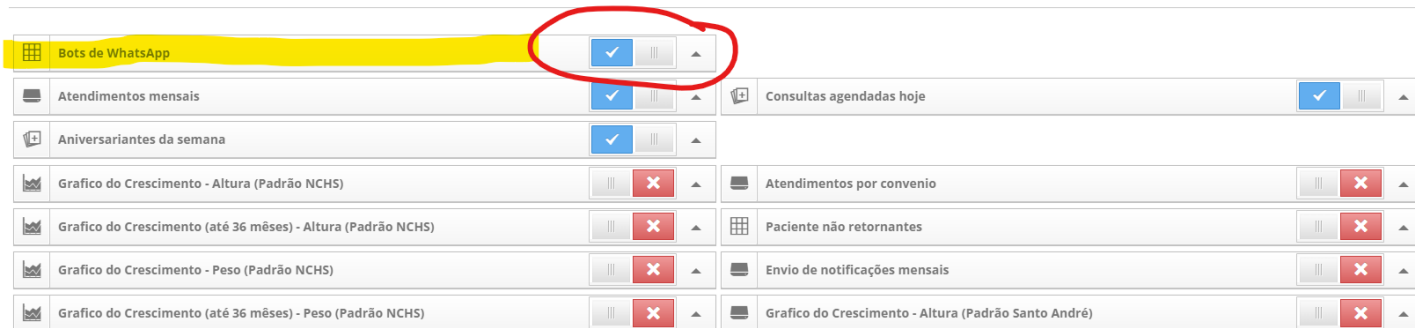 Bots de WhatsApp
Atendimentos mensais
Consultas agendadas hoje
Aniversariantes da semana
Grafico do Crescimento - Altura (Padrão NCHS)
Atendimentos por convenio
Grafico do Crescimento (até 36 mêses) - Altura (Padrão NCHS)
Paciente não retornantes
Grafico do Crescimento - Peso (Padrão NCHS)
Envio de notificações mensais
Grafico do Crescimento (até 36 mêses) - Peso (Padrão NCHS)
Grafico do Crescimento - Altura (Padrão Santo André)